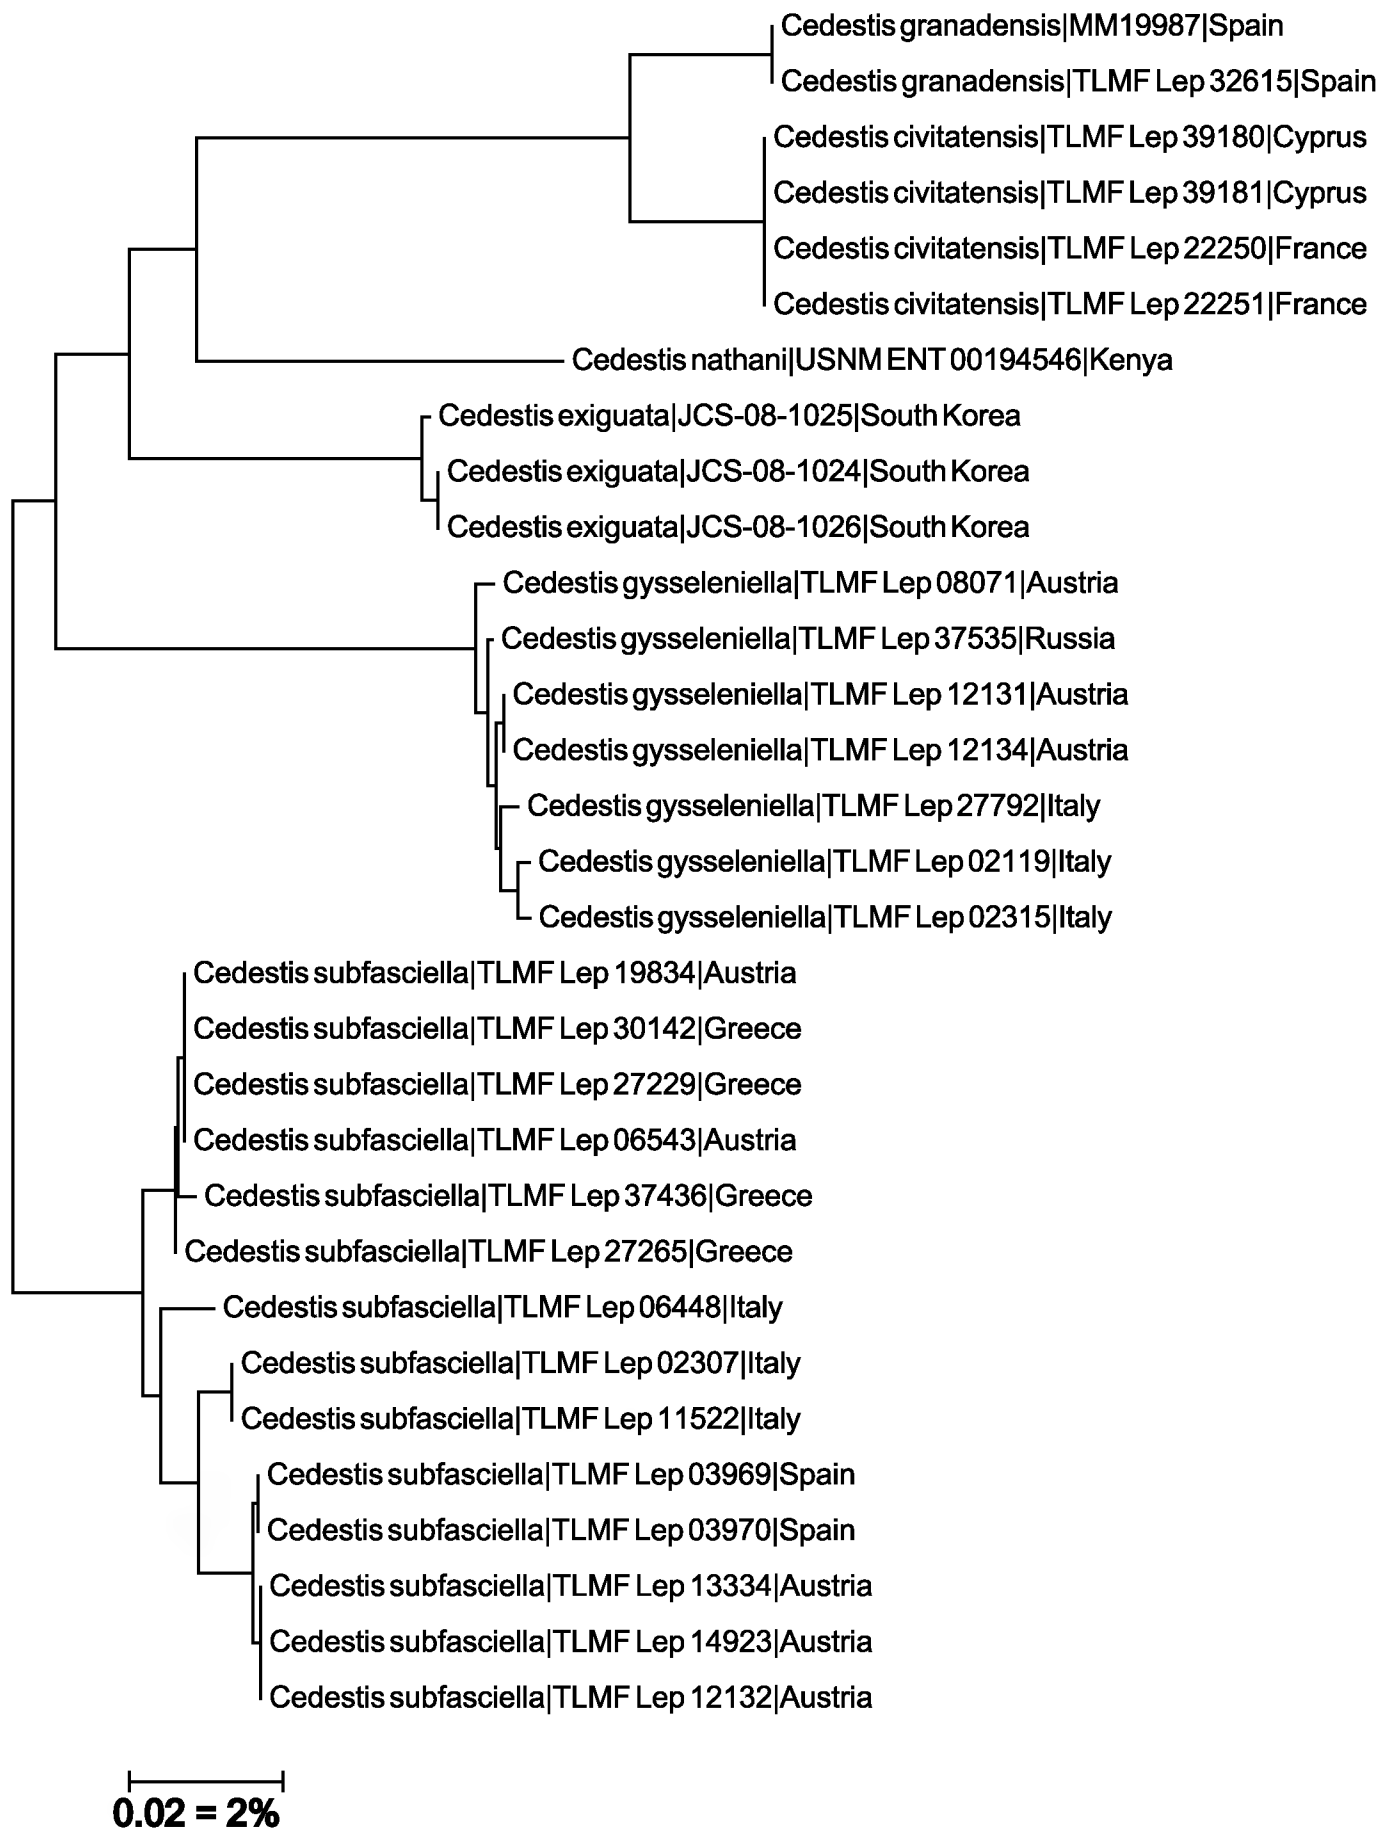 Cedestis granadensis|MM19987|Spain
Cedestis granadensis|TLMF Lep 32615|Spain
Cedestis civitatensis|TLMF Lep 39180|Cyprus
Cedestis civitatensis|TLMF Lep 39181|Cyprus
Cedestis civitatensis|TLMF Lep 22250|France
Cedestis civitatensis|TLMF Lep 22251|France
Cedestis nathani|USNM ENT 00194546|Kenya
Cedestis exiguata|JCS-08-1025|South Korea
Cedestis exiguata|JCS-08-1024|South Korea
Cedestis exiguata|JCS-08-1026|South Korea
Cedestis gysseleniella|TLMF Lep 08071|Austria
Cedestis gysseleniella|TLMF Lep 37535|Russia
Cedestis gysseleniella|TLMF Lep 12131|Austria
Cedestis gysseleniella|TLMF Lep 12134|Austria
Cedestis gysseleniella|TLMF Lep 27792|Italy
Cedestis gysseleniella|TLMF Lep 02119|Italy
Cedestis gysseleniella|TLMF Lep 02315|Italy
Cedestis subfasciella|TLMF Lep 19834|Austria
Cedestis subfasciella|TLMF Lep 30142|Greece
Cedestis subfasciella|TLMF Lep 27229|Greece
Cedestis subfasciella|TLMF Lep 06543|Austria
Cedestis subfasciella|TLMF Lep 37436|Greece
Cedestis subfasciella|TLMF Lep 27265|Greece
Cedestis subfasciella|TLMF Lep 06448|Italy
Cedestis subfasciella|TLMF Lep 02307|Italy
Cedestis subfasciella|TLMF Lep 11522|Italy
Cedestis subfasciella|TLMF Lep 03969|Spain
Cedestis subfasciella|TLMF Lep 03970|Spain
Cedestis subfasciella|TLMF Lep 13334|Austria
Cedestis subfasciella|TLMF Lep 14923|Austria
Cedestis subfasciella|TLMF Lep 12132|Austria
0.02 = 2%